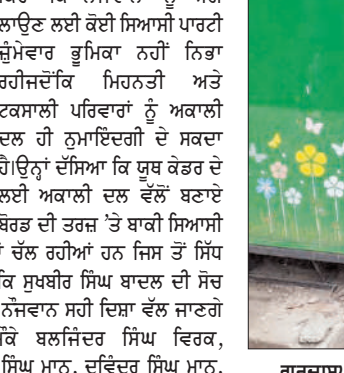 ਲਾਉਣ ਲਈ ਕੋਈ ਸਿਆਸੀ ਪਾਰਟੀ
ਜ਼ੁੰਮੇਵਾਰ ਭੂਮਿਕਾ ਨਹੀਂ ਨਿਭਾ
ਰਹੀਜਦੋਂਕਿ ਮਿਹਨਤੀ ਅਤੇ
ਟਕਸਾਲੀ ਪਰਿਵਾਰਾਂ ਨੂੰ ਅਕਾਲੀ
ਦਲ ਹੀ ਨੁਮਾਇੰਦਗੀ ਦੇ ਸਕਦਾ
ਹੈ।ਉਨ੍ਹਾਂ ਦੱਸਿਆ ਕਿ ਯੂਥ ਕੇਡਰ ਦੇ
ਲਈ ਅਕਾਲੀ ਦਲ ਵੱਲੋਂ ਬਣਾਏ
ਬੋਰਡ ਦੀ ਤਰਜ਼ 'ਤੇ ਬਾਕੀ ਸਿਆਸੀ
ਚੱਲ ਰਹੀਆਂ ਹਨ ਜਿਸ ਤੋਂ ਸਿੱਧ
ਕਿ ਸੁਖਬੀਰ ਸਿੰਘ ਬਾਦਲ ਦੀ ਸੋਚ
ਨੌਜਵਾਨ ਸਹੀ ਦਿਸ਼ਾ ਵੱਲ ਜਾਣਗੇ
ਬਲਜਿੰਦਰ ਸਿੰਘ ਵਿਰਕ,
ਸਿੰਘ ਮਾਨ, ਦਵਿੰਦਰ ਸਿੰਘ ਮਾਨ,